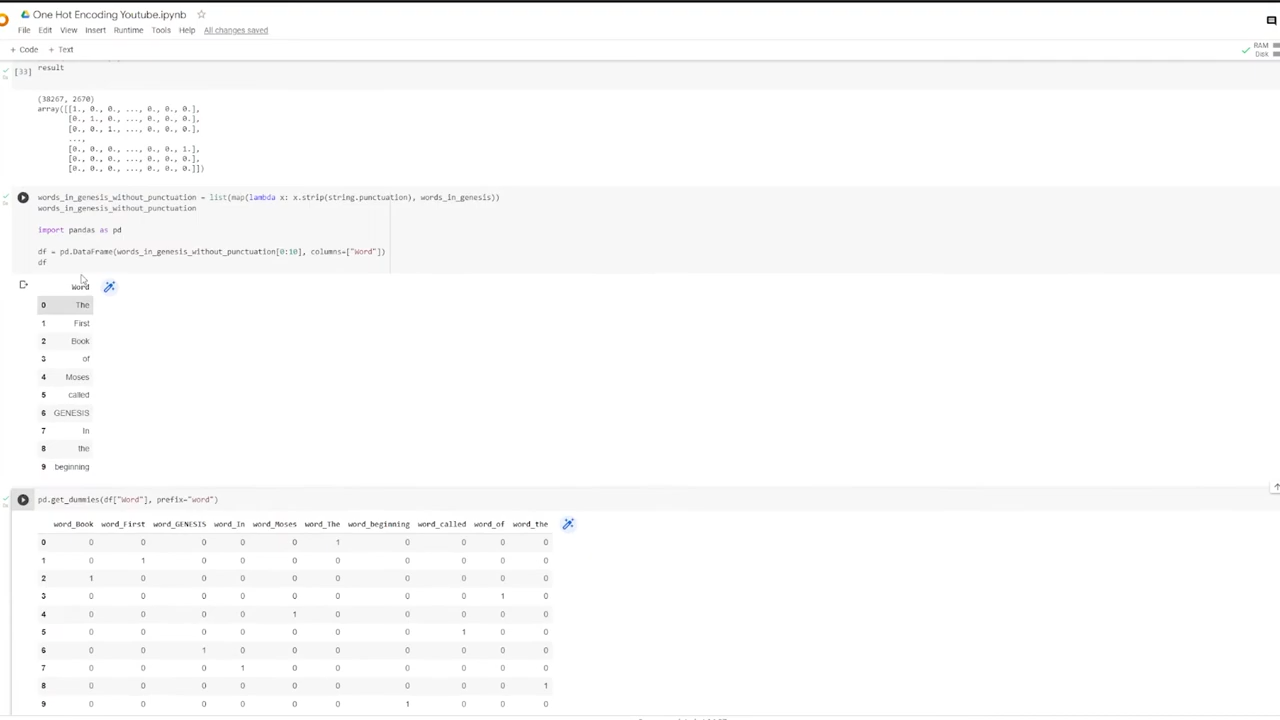 One Hot Encoding Youtube.ipynb
File Edit View Insert Runtime Tools Help All changes saved
+ Code + Text
RAM
Disk
[33] result
(38267, 2670)
array([[1., 0., 0., ..., 0., 0., 0.],
[0., 1., 0., ..., 0., 0., 0.],
[0., 0., 1., ..., 0., 0., 0.],
...,
[0., 0., 0., ..., 0., 0., 1.],
[0., 0., 0., ..., 0., 0., 0.],
[0., 0., 0., ..., 0., 0., 0.]])
words_in_genesis_without_punctuation = list(map(lambda x: x.strip(string.punctuation), words_in_genesis))
words_in_genesis_without_punctuation
import pandas as pd
df = pd.DataFrame(words_in_genesis_without_punctuation[0:10], columns=["Word"])
df
Word
0 The
1 First
2 Book
3 of
4 Moses
5 called
6 GENESIS
7 In
8 the
9 beginning
pd.get_dummies(df["Word"], prefix="word")
word_Book word_First word_GENESIS word_In word_Moses word_The word_beginning word_called word_of word_the
0 0 0 0 0 0 1 0 0 0 0
1 0 1 0 0 0 0 0 0 0 0
2 1 0 0 0 0 0 0 0 0 0
3 0 0 0 0 0 0 0 0 1 0
4 0 0 0 0 1 0 0 0 0 0
5 0 0 0 0 0 0 0 1 0 0
6 0 0 1 0 0 0 0 0 0 0
7 0 0 0 1 0 0 0 0 0 0
8 0 0 0 0 0 0 0 0 0 1
9 0 0 0 0 0 0 1 0 0 0